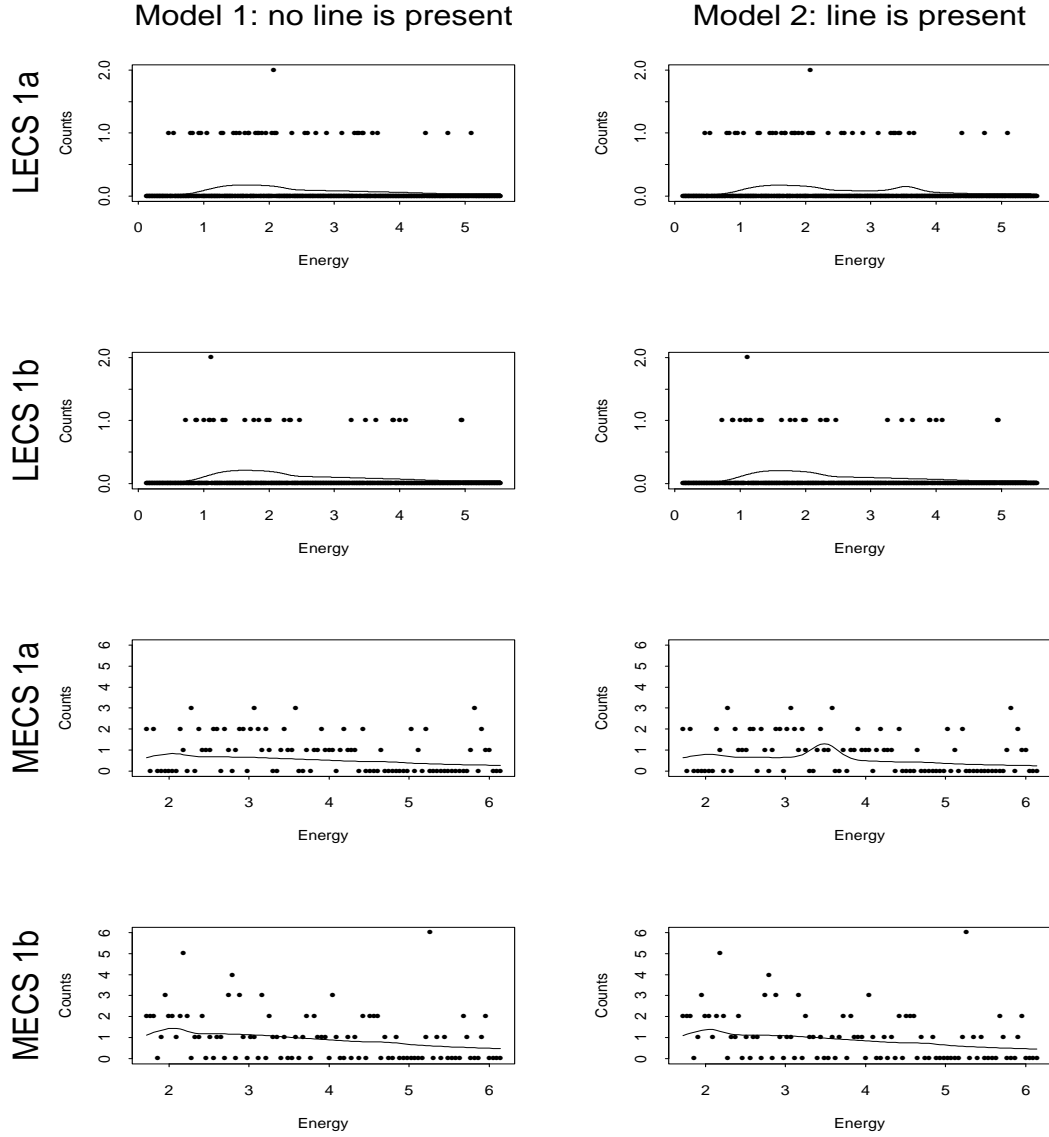 Model 1: no line is present
Model 2: line is present
LECS 1a
Counts
0.0 1.0 2.0
0 1 2 3 4 5
Energy
Counts
0.0 1.0 2.0
0 1 2 3 4 5
Energy
LECS 1b
Counts
0.0 1.0 2.0
0 1 2 3 4 5
Energy
Counts
0.0 1.0 2.0
0 1 2 3 4 5
Energy
MECS 1a
Counts
0 1 2 3 4 5 6
2 3 4 5 6
Energy
Counts
0 1 2 3 4 5 6
2 3 4 5 6
Energy
MECS 1b
Counts
0 1 2 3 4 5 6
2 3 4 5 6
Energy
Counts
0 1 2 3 4 5 6
2 3 4 5 6
Energy